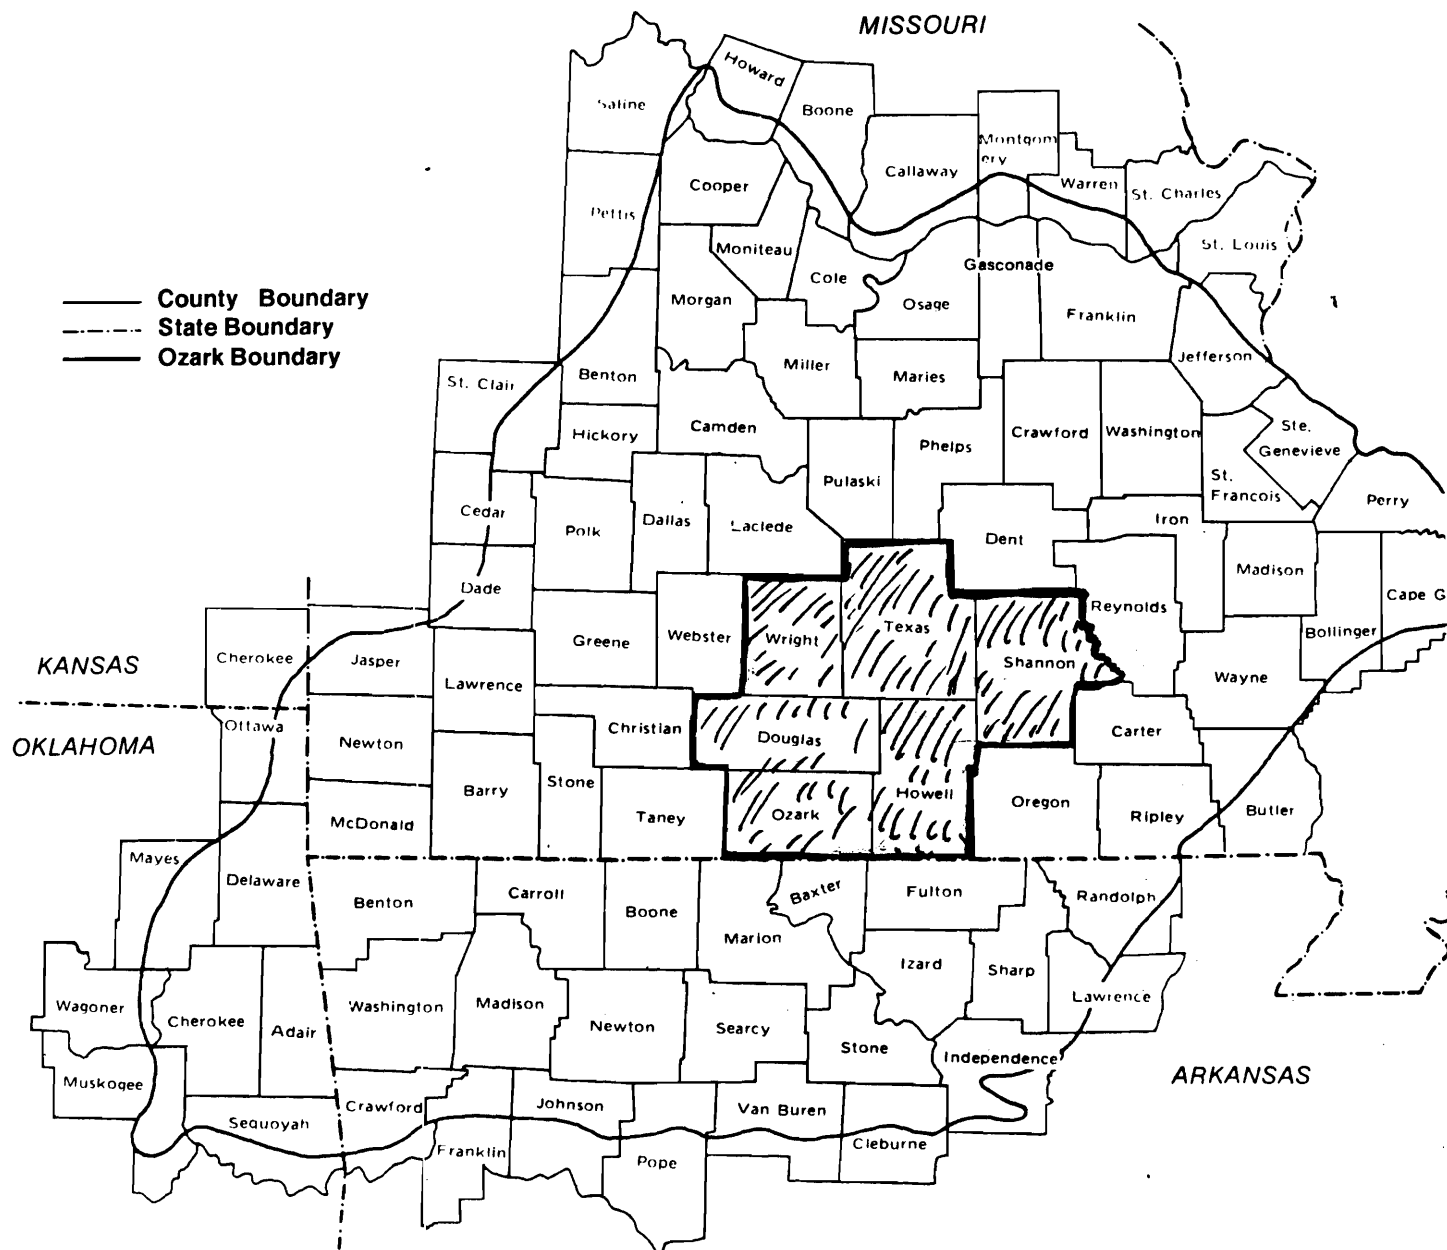 MISSOURI
Howard
Saline
Boone
Montgom
ery
Callaway
Cooper
Warren
St. Charles
Pettis
Moniteau
St. Louis
Cole
Gasconade
County Boundary
State Boundary
Ozark Boundary
Morgan
Osage
Franklin
Jefferson
Miller
Maries
St. Clair
Benton
Hickory
Camden
Phelps
Crawford
Washington
Ste.
Genevieve
Pulaski
St.
Francois
Perry
Cedar
Polk
Dallas
Laclede
Dent
Iron
Madison
Dade
Reynolds
Cape G
Bollinger
Greene
Webster
Wright
Texas
Shannon
KANSAS
Cherokee
Jasper
Lawrence
Wayne
OKLAHOMA
Ottawa
Newton
Christian
Douglas
Carter
Barry
Stone
Taney
Ozark
Howell
Oregon
Ripley
Butler
McDonald
Mayes
Delaware
Benton
Carroll
Boone
Baxter
Fulton
Randolph
Marion
Izard
Sharp
Wagoner
Cherokee
Adair
Washington
Madison
Newton
Searcy
Stone
Lawrence
Independence
ARKANSAS
Muskogee
Sequoyah
Crawford
Johnson
Van Buren
Cleburne
Franklin
Pope